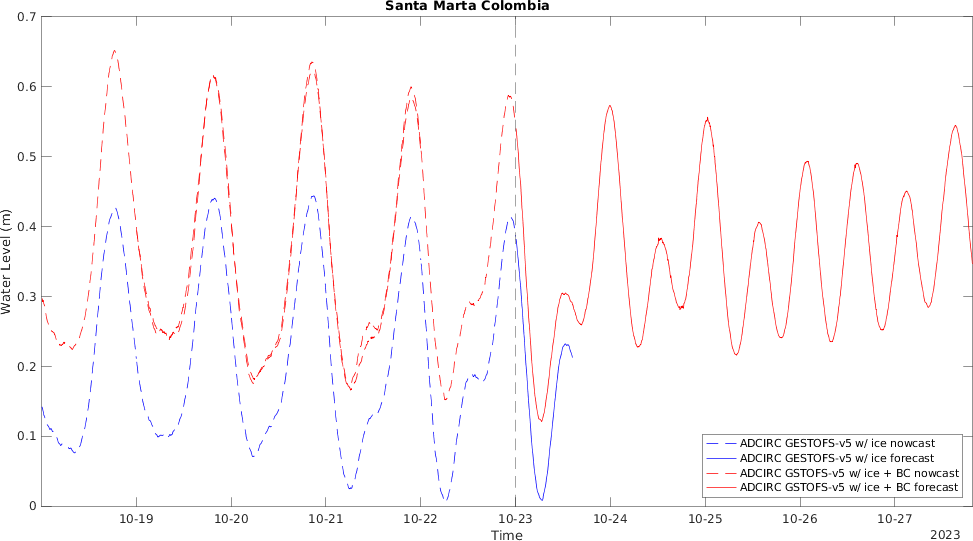 Santa Marta Colombia
0.7
0.6
0.5
0.4
0.3
0.2
0.1
0
Water Level (m)
10-19
10-20
10-21
10-22
10-23
10-24
10-25
10-26
10-27
Time
2023
ADCIRC GESTOFS-v5 w/ ice nowcast
ADCIRC GESTOFS-v5 w/ ice forecast
ADCIRC GSTOFS-v5 w/ ice + BC nowcast
ADCIRC GSTOFS-v5 w/ ice + BC forecast